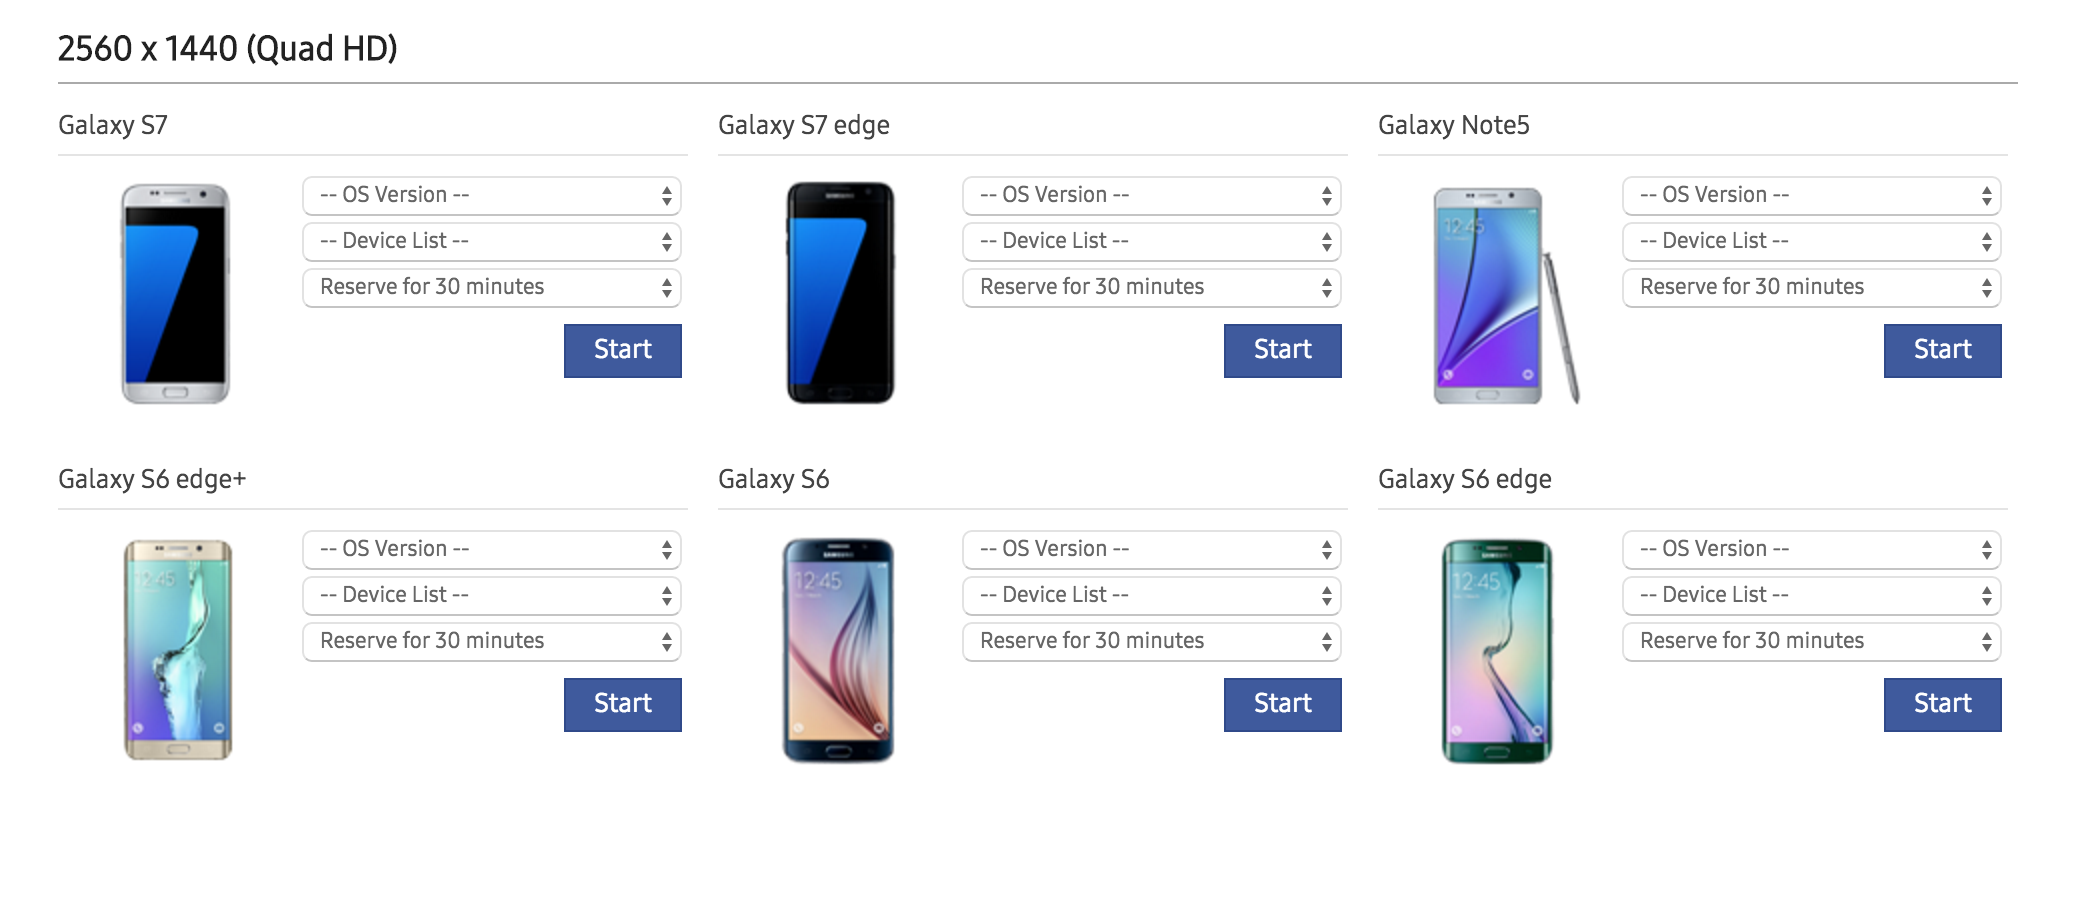 2560 x 1440 (Quad HD)
Galaxy S7
-- OS Version --
-- Device List --
Reserve for 30 minutes
Start
Galaxy S7 edge
SAMSUNG
-- OS Version --
-- Device List --
Reserve for 30 minutes
Start
Galaxy Note5
12:45
-- OS Version --
-- Device List --
Reserve for 30 minutes
Start
Galaxy S6 edge+
12:45
-- OS Version --
-- Device List --
Reserve for 30 minutes
Start
Galaxy S6
SAMSUNG
12:45
-- OS Version --
-- Device List --
Reserve for 30 minutes
Start
Galaxy S6 edge
SAMSUNG
12:45
-- OS Version --
-- Device List --
Reserve for 30 minutes
Start